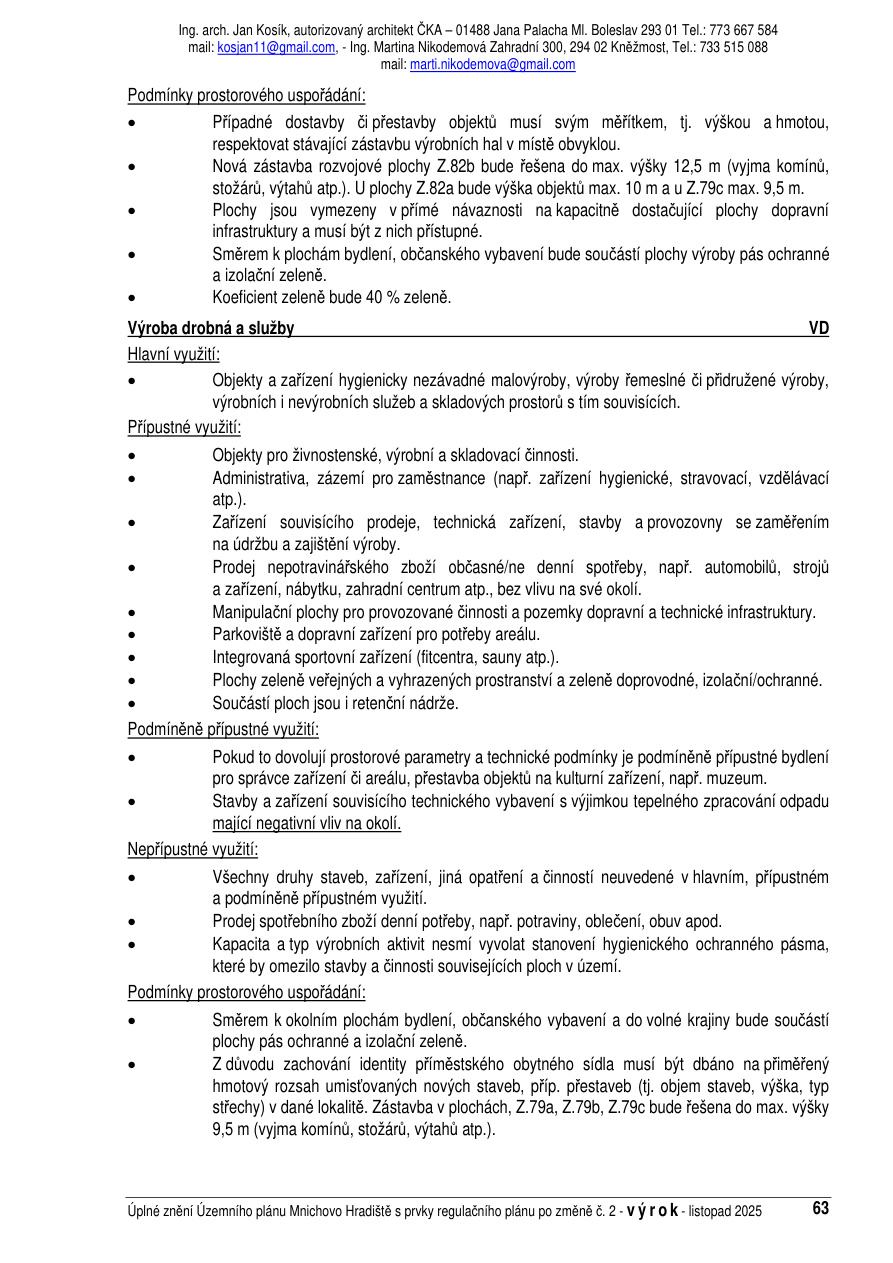 Ing. arch. Jan Kosík, autorizovaný architekt ČKA – 01488 Jana Palacha Ml. Boleslav 293 01 Tel.: 773 667 584
mail: kosjan11@gmail.com, - Ing. Martina Nikodemová Zahradní 300, 294 02 Kněžmost, Tel.: 733 515 088
mail: marti.nikodemova@gmail.com
Podmínky prostorového uspořádání:
• Případné dostavby či přestavby objektů musí svým měřítkem, tj. výškou a hmotou,
respektovat stávající zástavbu výrobních hal v místě obvyklou.
• Nová zástavba rozvojové plochy Z.82b bude řešena do max. výšky 12,5 m (vyjma komínů,
stožárů, výtahů atp.). U plochy Z.82a bude výška objektů max. 10 m a u Z.79c max. 9,5 m.
• Plochy jsou vymezeny v přímé návaznosti na kapacitně dostačující plochy dopravní
infrastruktury a musí být z nich přístupné.
• Směrem k plochám bydlení, občanského vybavení bude součástí plochy výroby pás ochranné
a izolační zeleně.
• Koeficient zeleně bude 40 % zeleně.
Výroba drobná a služby VD
Hlavní využití:
• Objekty a zařízení hygienicky nezávadné malovýroby, výroby řemeslné či přidružené výroby,
výrobních i nevýrobních služeb a skladových prostorů s tím souvisících.
Přípustné využití:
• Objekty pro živnostenské, výrobní a skladovací činnosti.
• Administrativa, zázemí pro zaměstnance (např. zařízení hygienické, stravovací, vzdělávací
atp.).
• Zařízení souvisícího prodeje, technická zařízení, stavby a provozovny se zaměřením
na údržbu a zajištění výroby.
• Prodej nepotravinářského zboží občasné/ne denní spotřeby, např. automobilů, strojů
a zařízení, nábytku, zahradní centrum atp., bez vlivu na své okolí.
• Manipulační plochy pro provozované činnosti a pozemky dopravní a technické infrastruktury.
• Parkoviště a dopravní zařízení pro potřeby areálu.
• Integrovaná sportovní zařízení (fitcentra, sauny atp.).
• Plochy zeleně veřejných a vyhrazených prostranství a zeleně doprovodné, izolační/ochranné.
• Součástí ploch jsou i retenční nádrže.
Podmíněně přípustné využití:
• Pokud to dovolují prostorové parametry a technické podmínky je podmíněně přípustné bydlení
pro správce zařízení či areálu, přestavba objektů na kulturní zařízení, např. muzeum.
• Stavby a zařízení souvisícího technického vybavení s výjimkou tepelného zpracování odpadu
mající negativní vliv na okolí.
Nepřípustné využití:
• Všechny druhy staveb, zařízení, jiná opatření a činností neuvedené v hlavním, přípustném
a podmíněně přípustném využití.
• Prodej spotřebního zboží denní potřeby, např. potraviny, oblečení, obuv apod.
• Kapacita a typ výrobních aktivit nesmí vyvolat stanovení hygienického ochranného pásma,
které by omezilo stavby a činnosti souvisejících ploch v území.
Podmínky prostorového uspořádání:
• Směrem k okolním plochám bydlení, občanského vybavení a do volné krajiny bude součástí
plochy pás ochranné a izolační zeleně.
• Z důvodu zachování identity příměstského obytného sídla musí být dbáno na přiměřený
hmotový rozsah umisťovaných nových staveb, příp. přestaveb (tj. objem staveb, výška, typ
střechy) v dané lokalitě. Zástavba v plochách, Z.79a, Z.79b, Z.79c bude řešena do max. výšky
9,5 m (vyjma komínů, stožárů, výtahů atp.).
Úplné znění Územního plánu Mnichovo Hradiště s prvky regulačního plánu po změně č. 2 - v ý r o k - listopad 2025 63